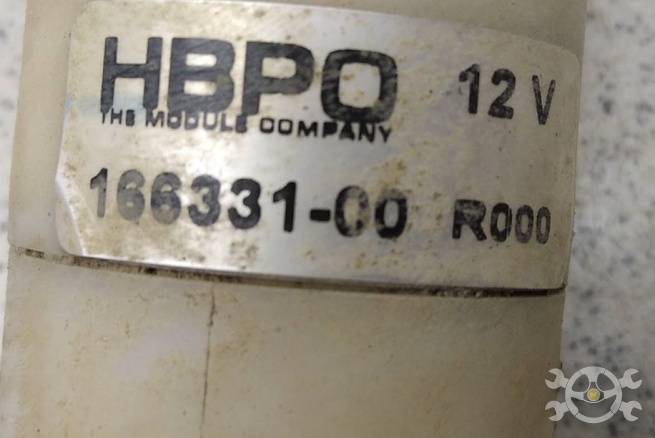 HBPO 12 V
THE MODULE COMPANY
166331-00 R000